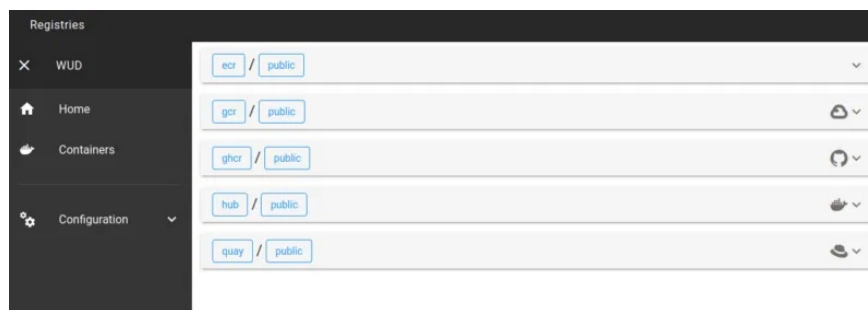 Registries
WUD
Home
Containers
Configuration
ecr / public
gcr / public
ghcr / public
hub / public
quay / public